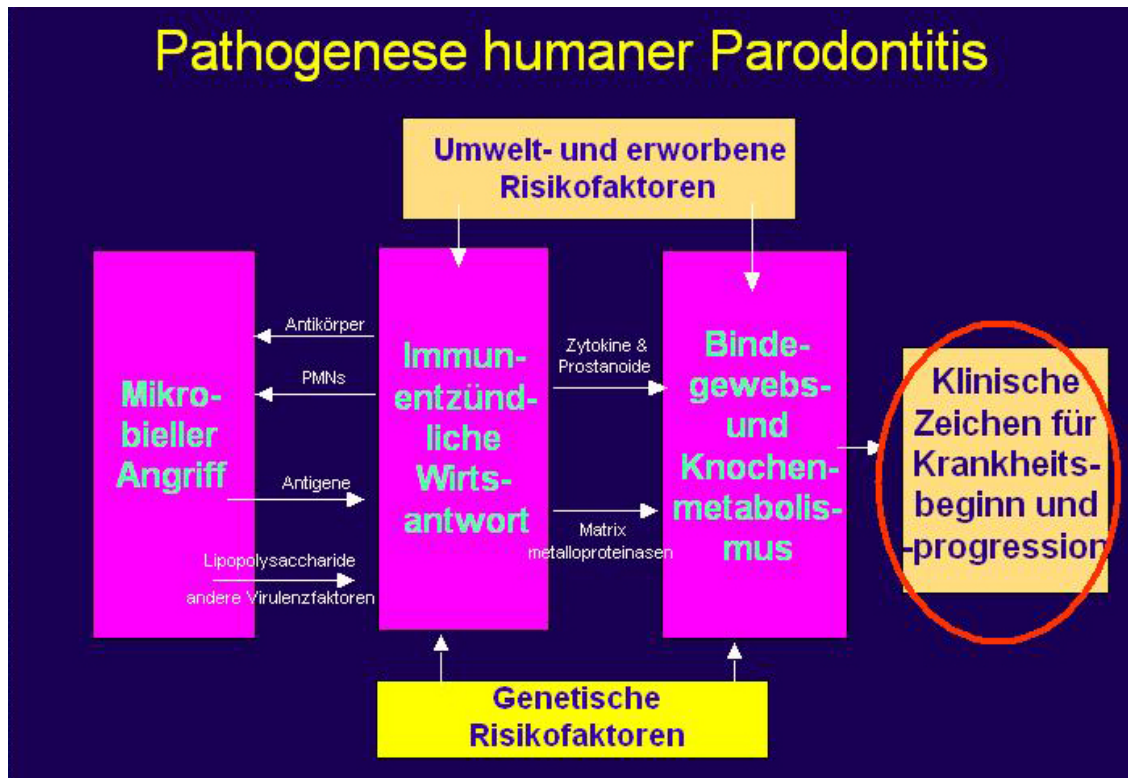 Pathogenese humaner Parodontitis
Umwelt- und erworbene
Risikofaktoren
Mikro-
bieller
Angriff
Antikörper
PMNs
Antigene
Lipopolysaccharide
andere Virulenzfaktoren
Immun-
entzünd-
liche
Wirts-
antwort
Zytokine &
Prostanoide
Matrix
metalloproteinasen
Binde-
gewebs-
und
Knochen-
metabolis-
mus
Klinische
Zeichen für
Krankheits-
beginn und
-progression
Genetische
Risikofaktoren